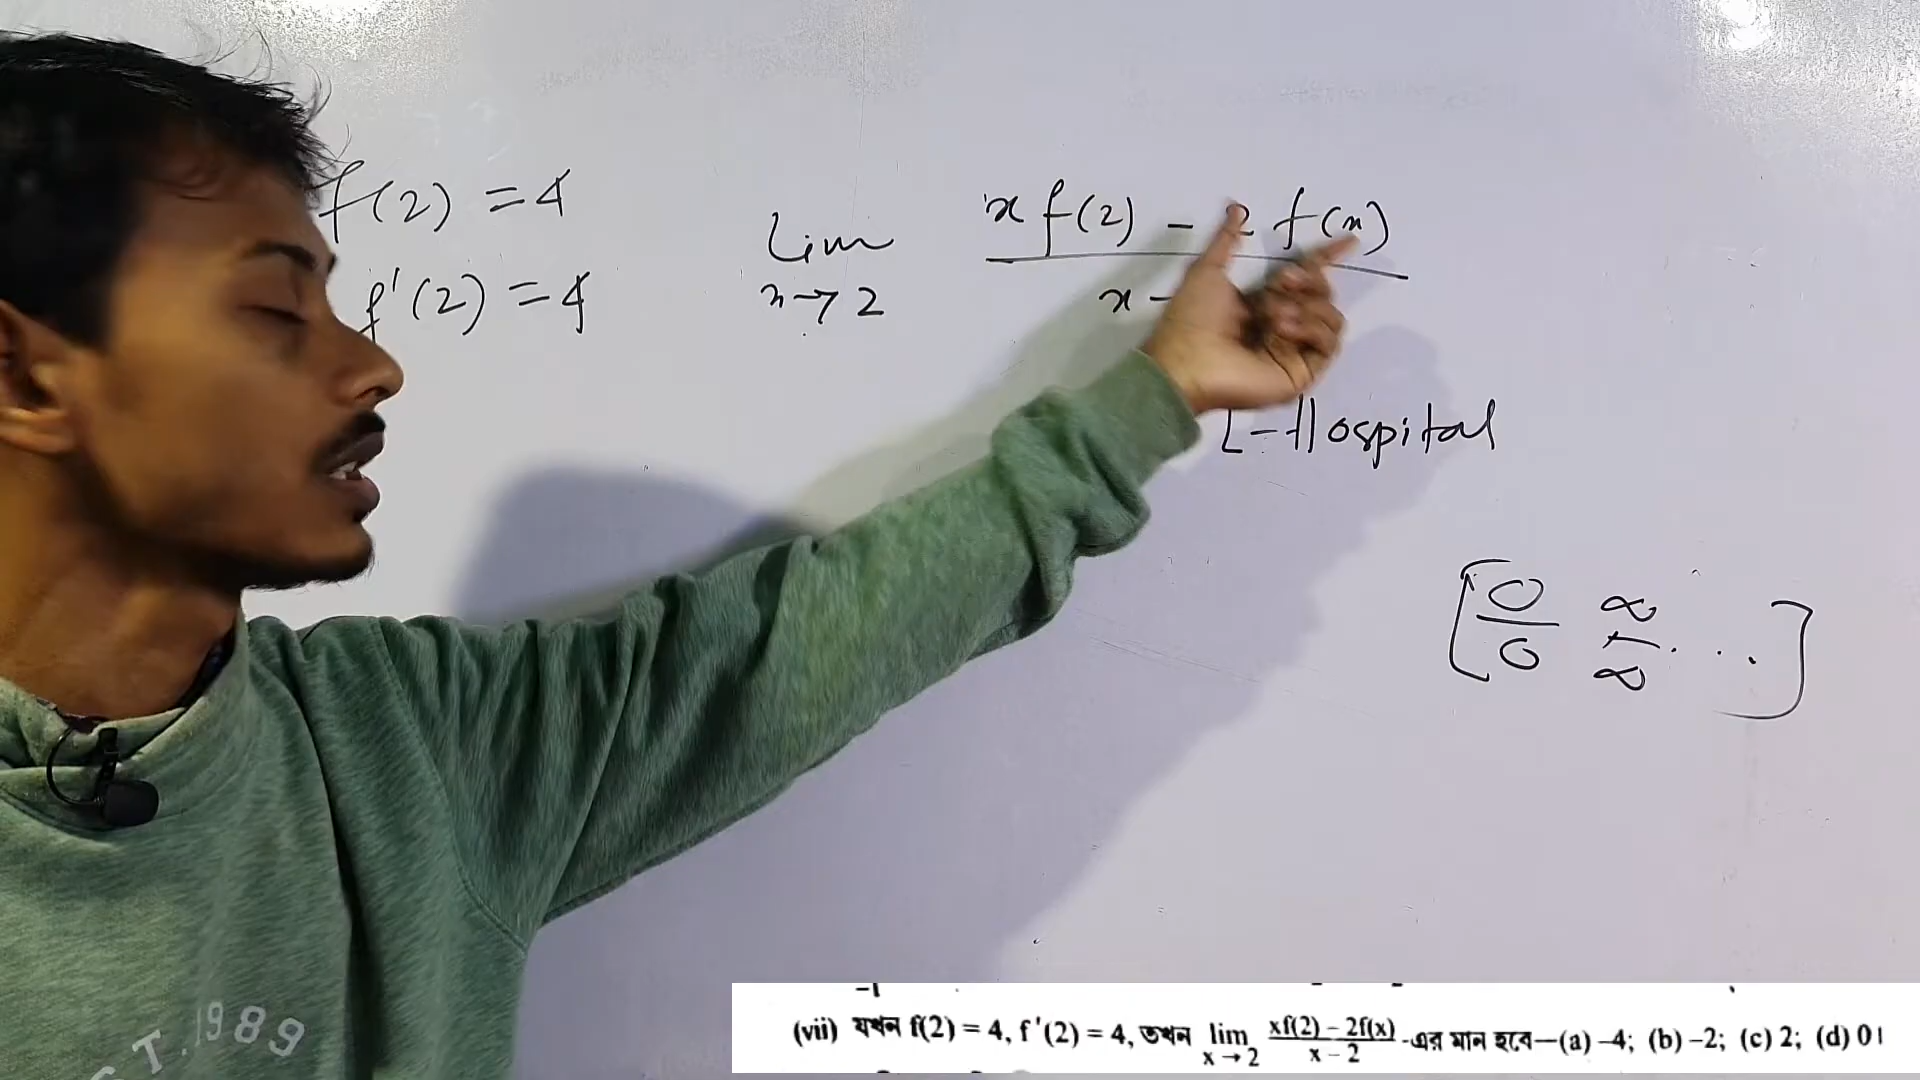 f(2) = 4
f'(2) = 4
Lim x f(2) - 2 f(x)
x→2 x -
L-Hospital
[0/0 ∞/∞ ...]
T.1989
(vii) যখন f(2) = 4, f '(2) = 4, তখন lim x→2 xf(2) – 2f(x) / x – 2 -এর মান হবে—(a) –4; (b) –2; (c) 2; (d) 0।